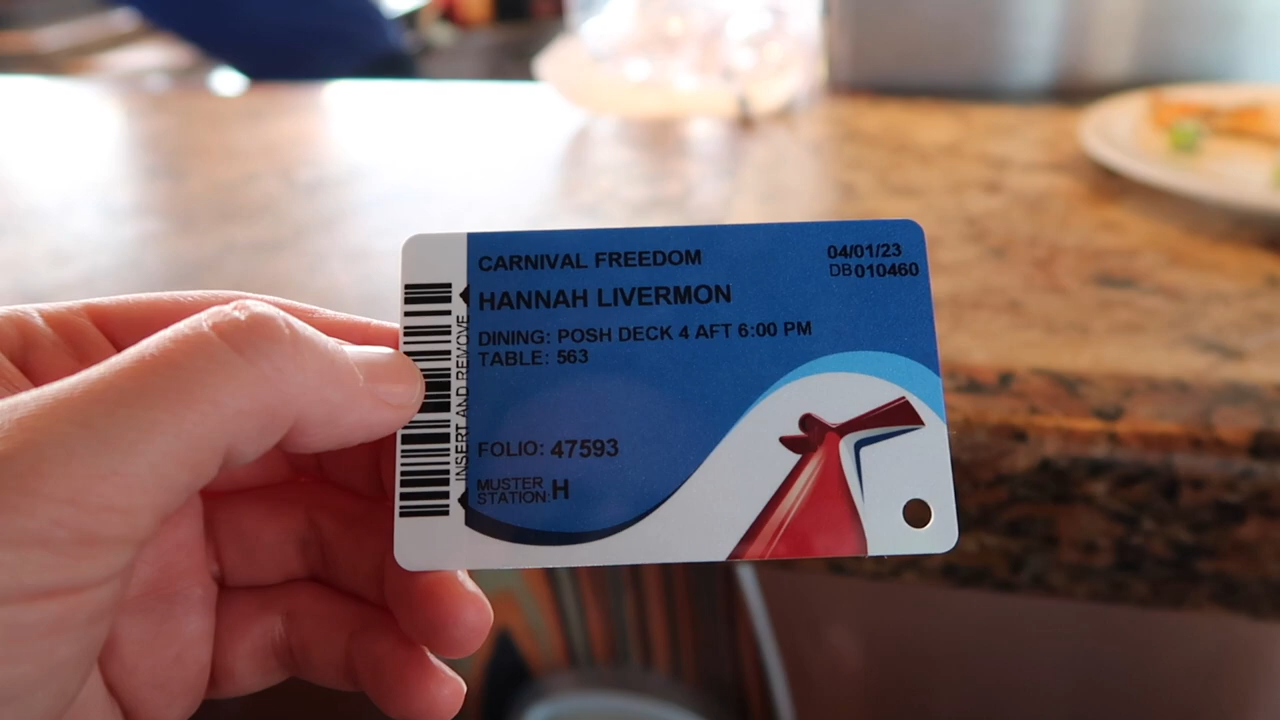 CARNIVAL FREEDOM
04/01/23
DB010460
HANNAH LIVERMON
DINING: POSH DECK 4 AFT 6:00 PM
TABLE: 563
FOLIO: 47593
MUSTER
STATION: H
INSERT AND REMOVE